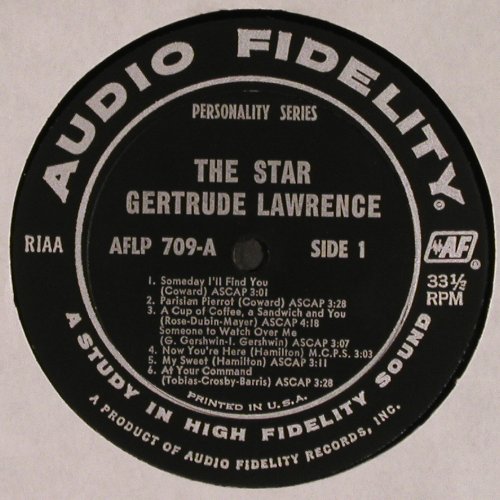 AUDIO FIDELITY®
PERSONALITY SERIES
THE STAR
GERTRUDE LAWRENCE
RIAA
AFLP 709-A
SIDE 1
AF®
33⅓
RPM
1. Someday I'll Find You
(Coward) ASCAP 3:01
2. Parisian Pierrot (Coward) ASCAP 3:28
3. A Cup of Coffee, a Sandwich and You
(Rose-Dubin-Mayer) ASCAP 4:18
Someone to Watch Over Me
(G. Gershwin-I. Gershwin) ASCAP 3:07
4. Now You're Here (Hamilton) M.C.P.S. 3:03
5. My Sweet (Hamilton) ASCAP 3:11
6. At Your Command
(Tobias-Crosby-Barris) ASCAP 3:28
PRINTED IN U.S.A.
A STUDY IN HIGH FIDELITY SOUND
A PRODUCT OF AUDIO FIDELITY RECORDS, INC.